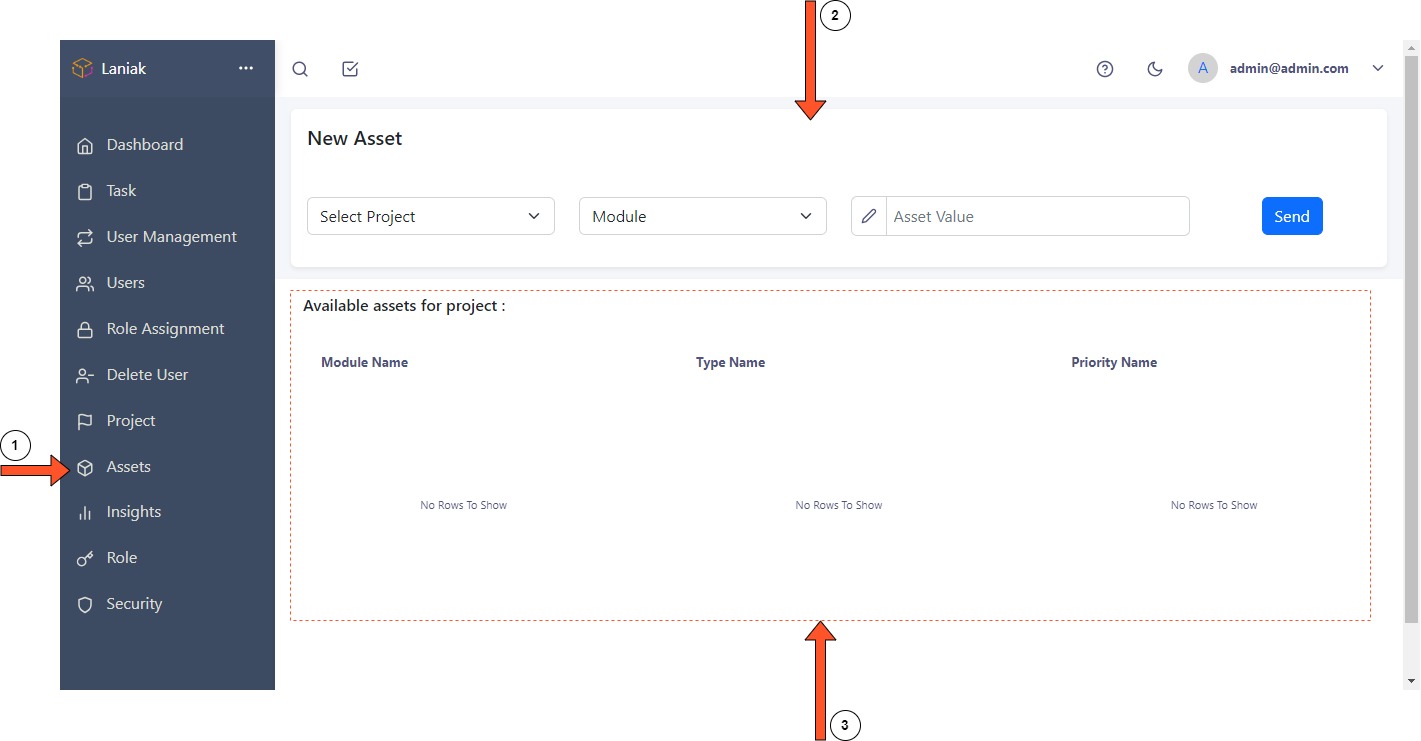 2
Laniak
...
A
admin@admin.com
New Asset
Dashboard
Task
Select Project
Module
Asset Value
Send
User Management
Users
Available assets for project :
Role Assignment
Module Name
Type Name
Priority Name
Delete User
Project
1
Assets
No Rows To Show
No Rows To Show
No Rows To Show
Insights
Role
Security
3